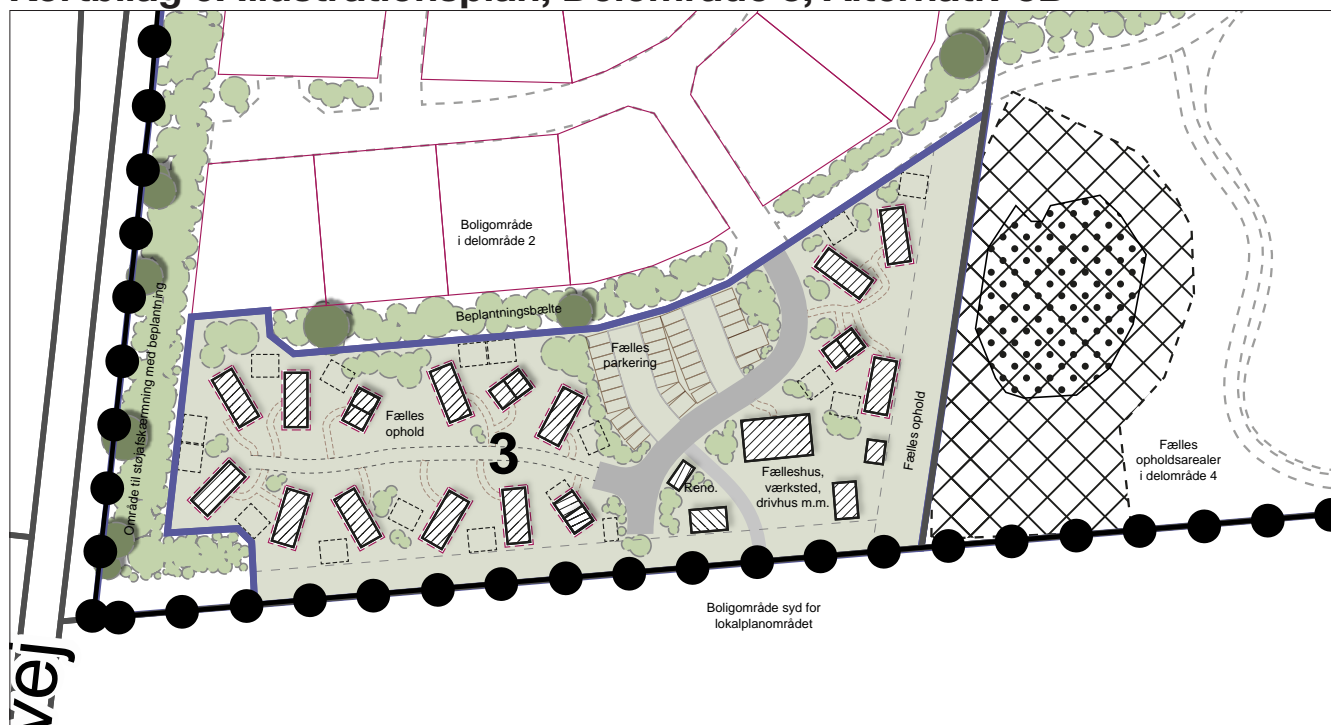 Boligområde
i delområde 2
Beplantningsbælte
Område til støjafskærmning med beplantning
Fælles
parkering
Fælles
ophold
3
Fælles ophold
Fælles
opholdsarealer
i delområde 4
Reno.
Fælleshus,
værksted,
drivhus m.m.
Boligområde syd for
lokalplanområdet
vej